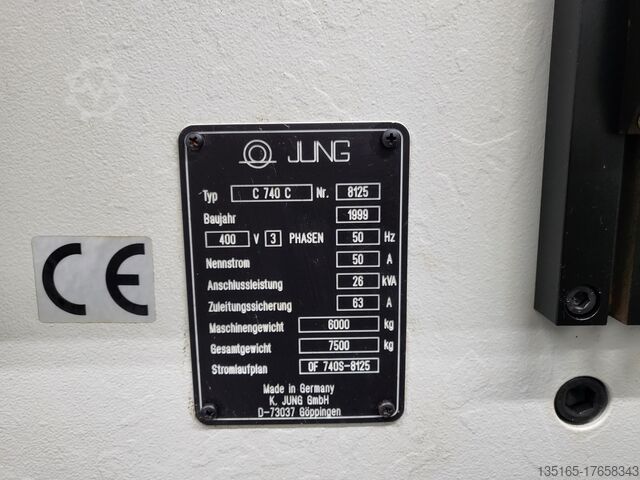 JUNG
Typ C 740 C Nr. 8125
Baujahr 1999
400 V 3 PHASEN 50 Hz
Nennstrom 50 A
Anschlussleistung 26 kVA
Zuleitungssicherung 63 A
Maschinengewicht 6000 kg
Gesamtgewicht 7500 kg
Stromlaufplan OF 740S-8125
Made in Germany
K. JUNG GmbH
D-73037 Göppingen
CE
135165-17658343